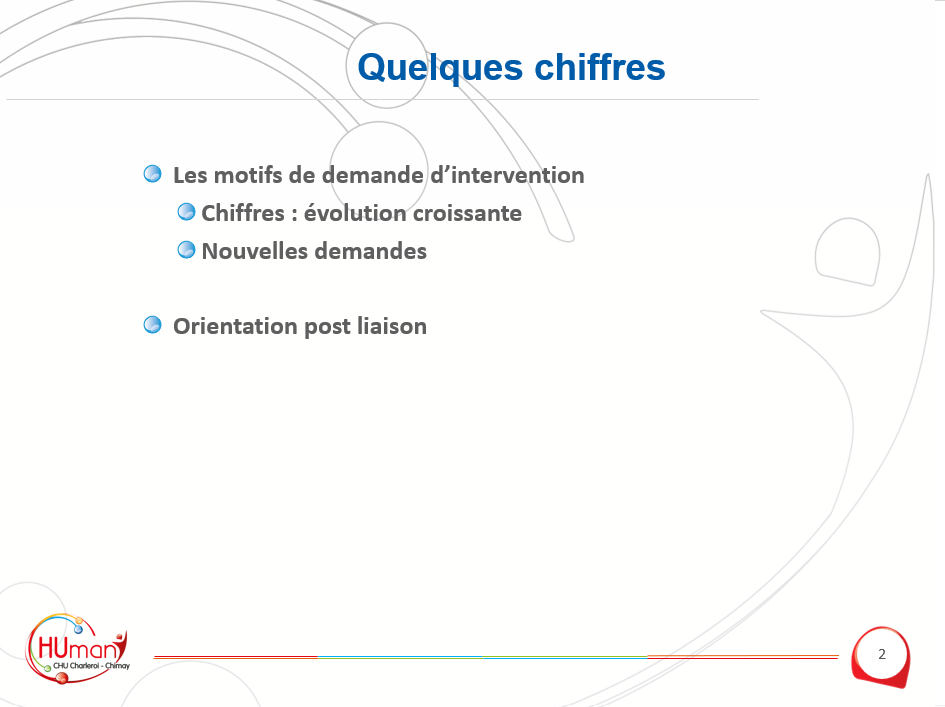 Quelques chiffres
Les motifs de demande d’intervention
Chiffres : évolution croissante
Nouvelles demandes
Orientation post liaison
HUmani
CHU Charleroi - Chimay
2